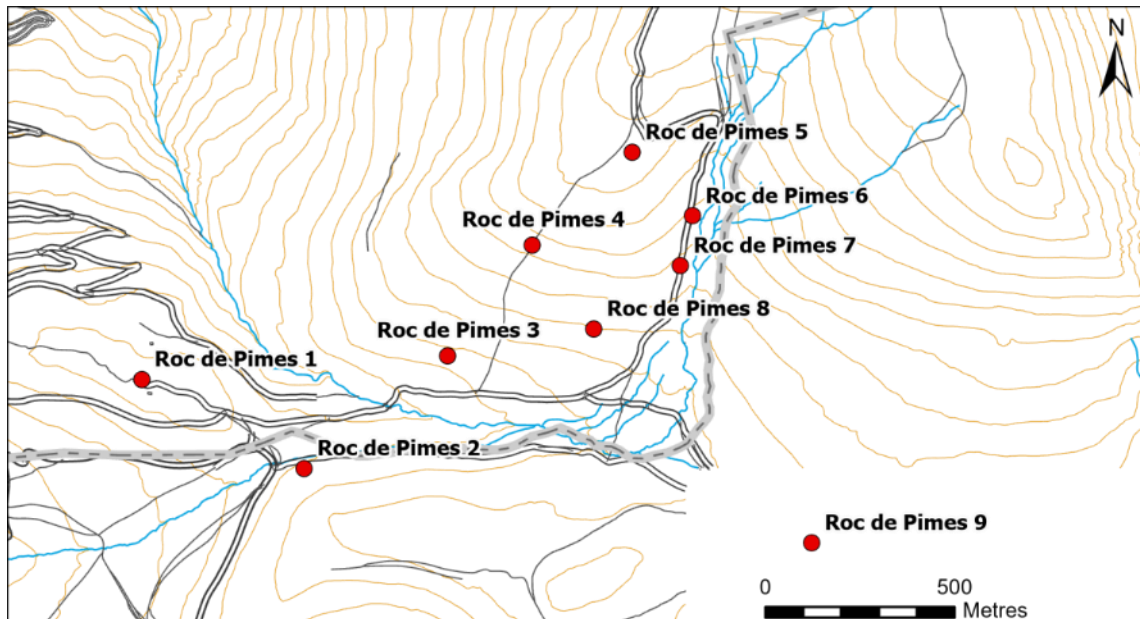 N
Roc de Pimes 5
Roc de Pimes 6
Roc de Pimes 4
Roc de Pimes 7
Roc de Pimes 8
Roc de Pimes 3
Roc de Pimes 1
Roc de Pimes 2
Roc de Pimes 9
0 500
Metres